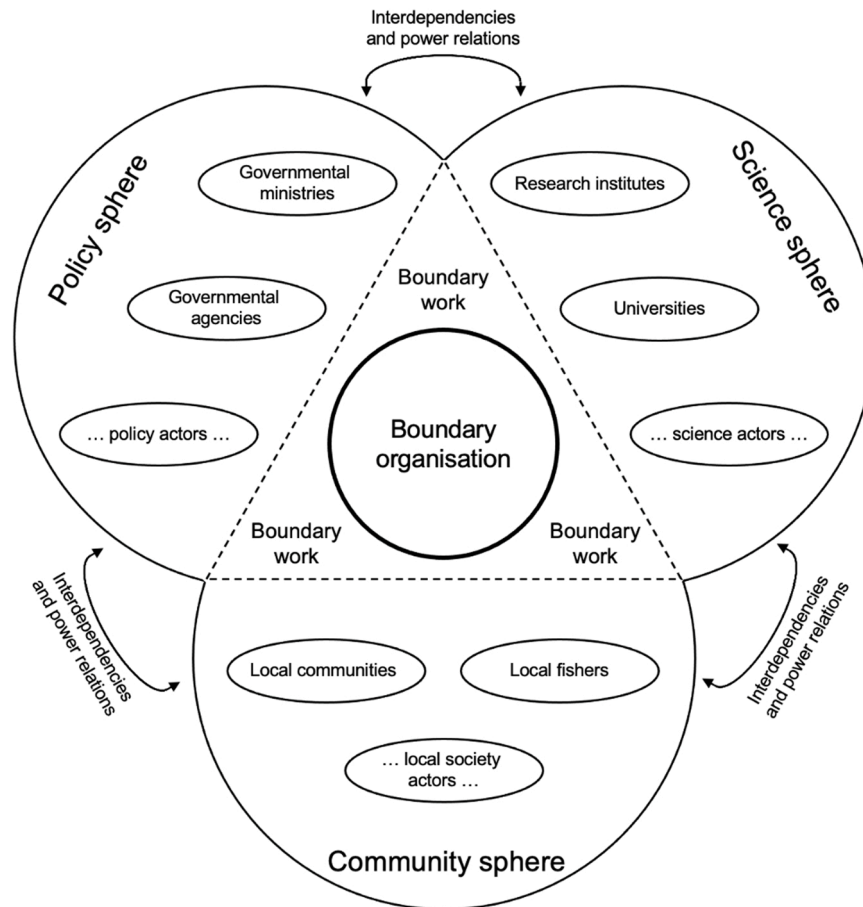 Interdependencies
and power relations
Policy sphere
Science sphere
Governmental
ministries
Research institutes
Governmental
agencies
Boundary
work
Universities
… policy actors …
Boundary
organisation
… science actors …
Boundary
work
Boundary
work
Interdependencies
and power relations
Interdependencies
and power relations
Local communities
Local fishers
… local society
actors …
Community sphere